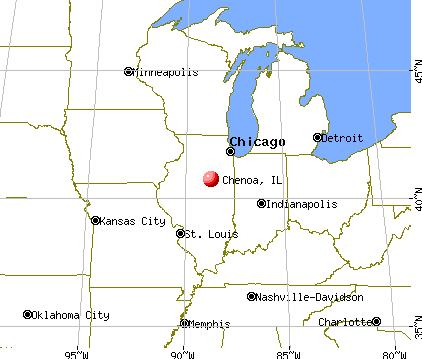 Minneapolis
45°N
Detroit
Chicago
Chenoa, IL
Indianapolis
40°N
Kansas City
St. Louis
Nashville-Davidson
Oklahoma City
Memphis
Charlotte
35°N
95°W
90°W
85°W
80°W